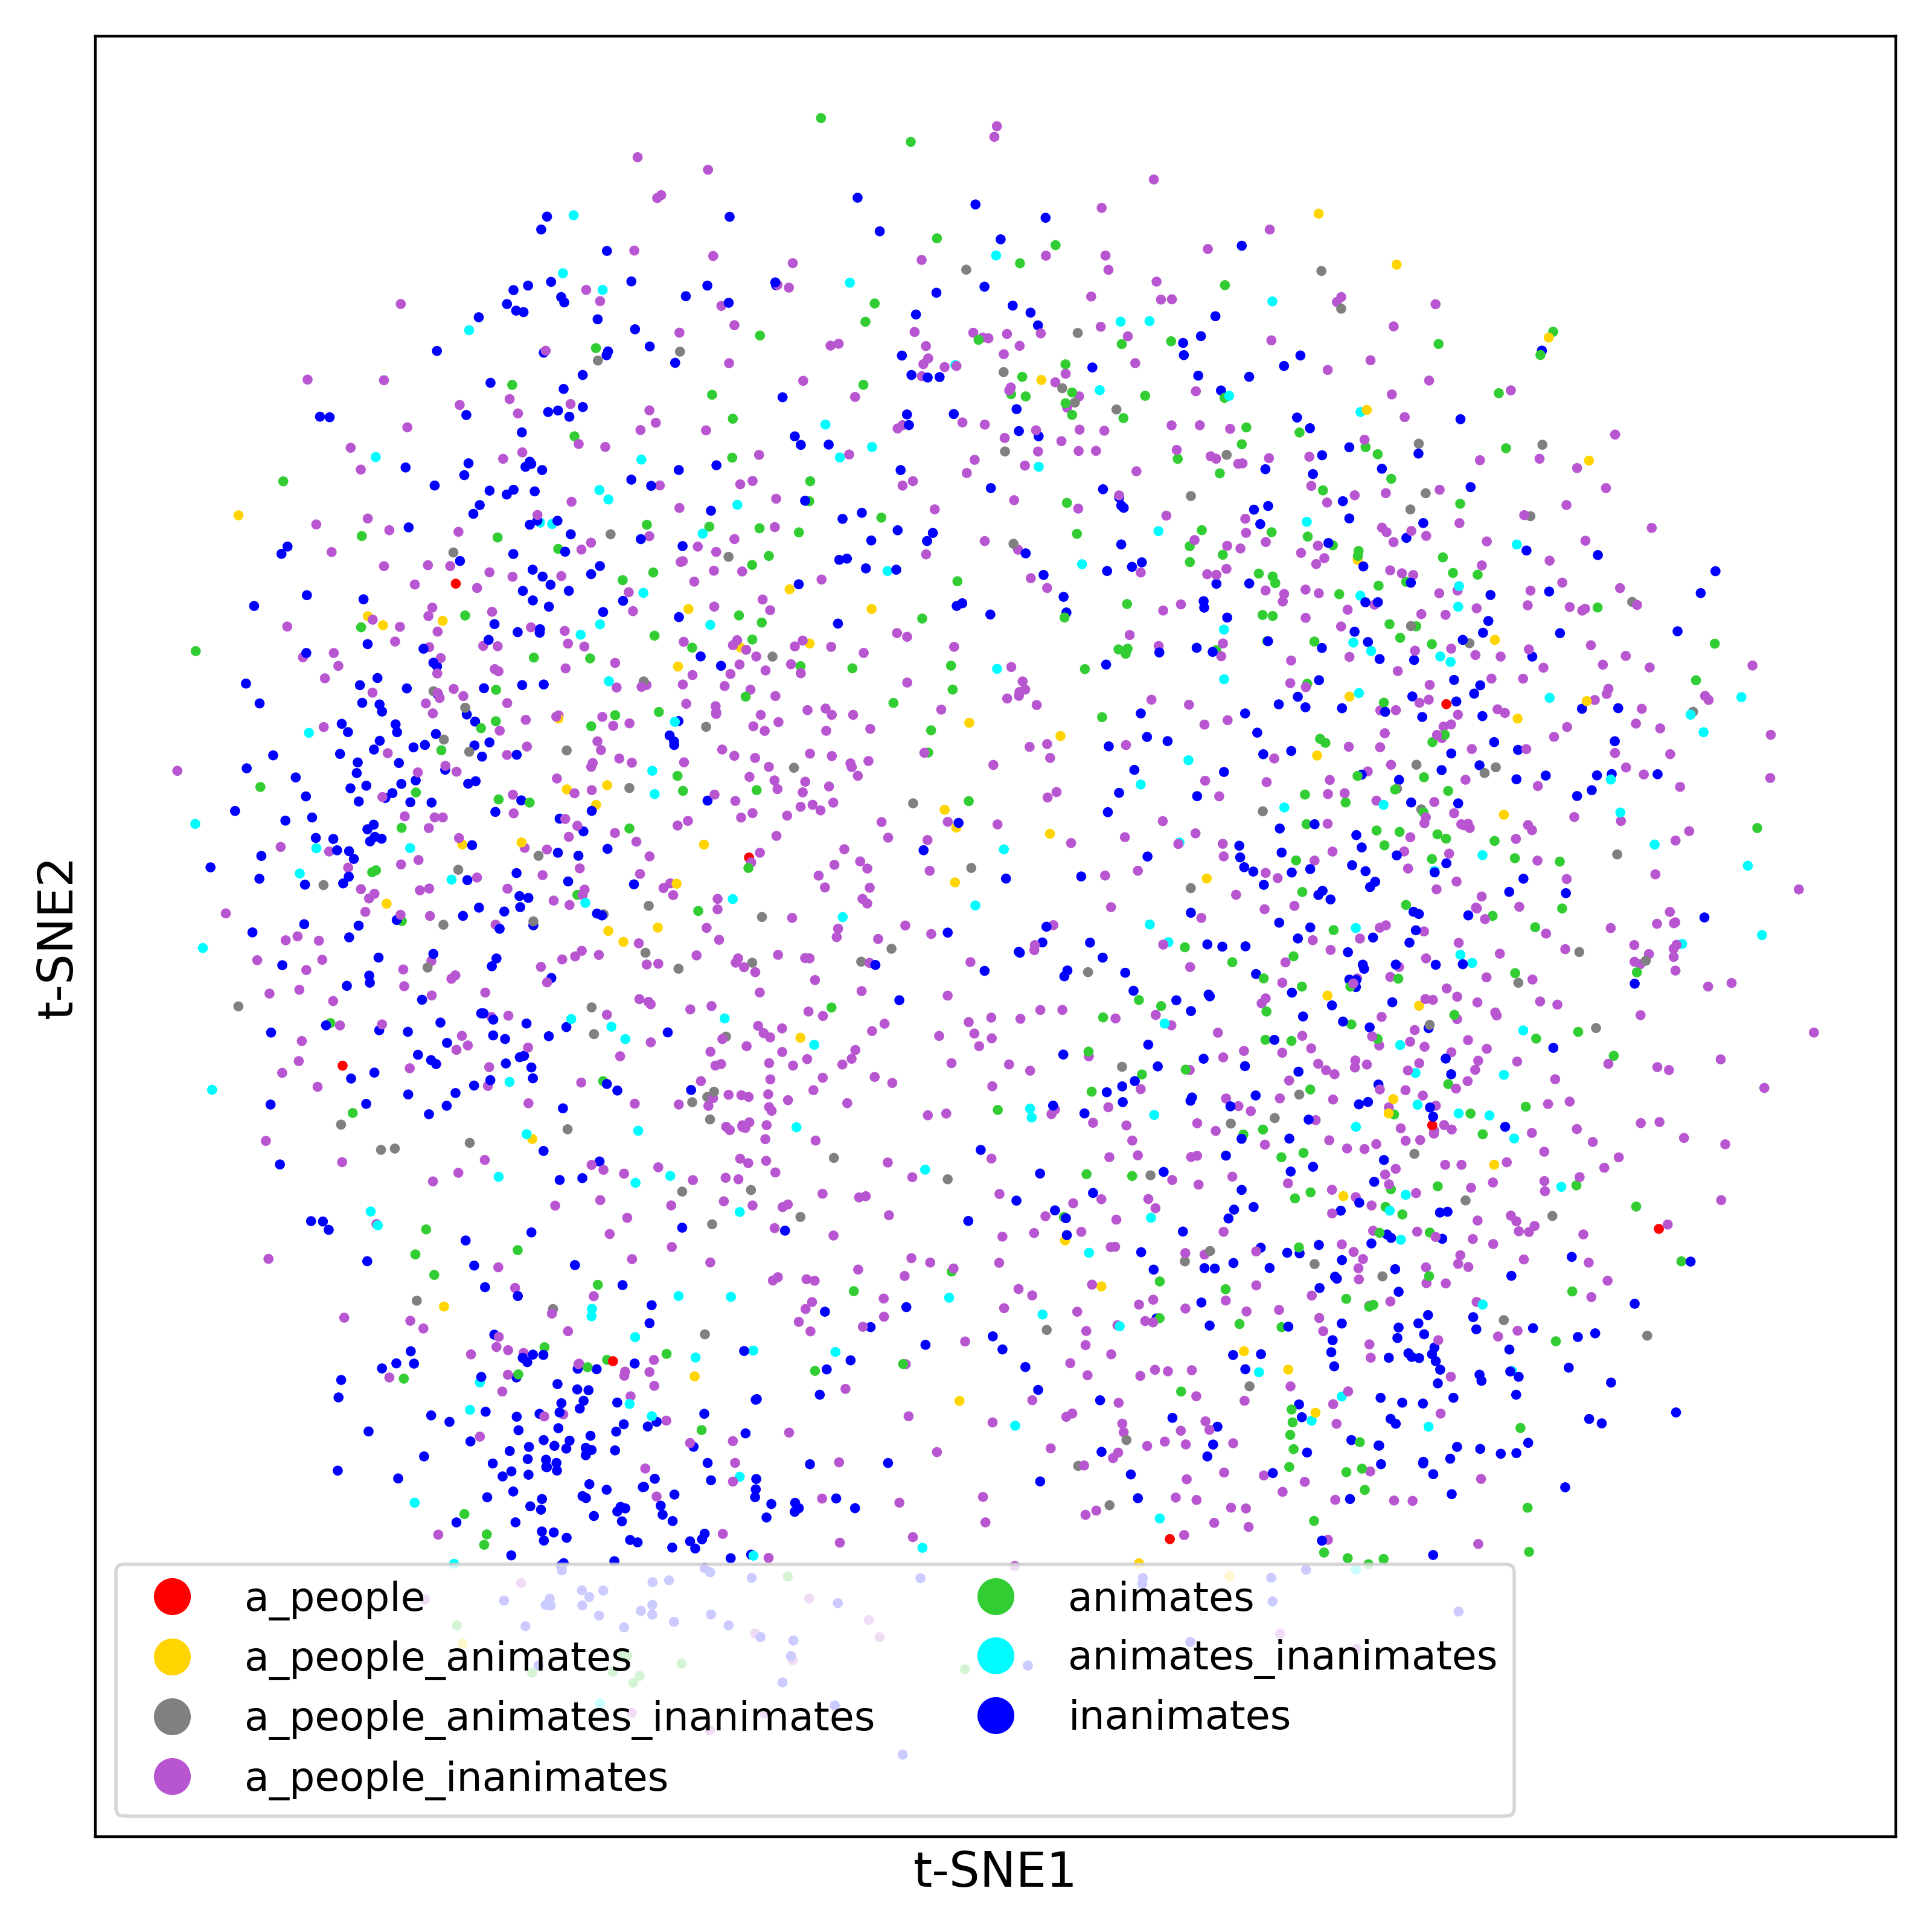 t-SNE2
a_people
a_people_animates
a_people_animates_inanimates
a_people_inanimates
animates
animates_inanimates
inanimates
t-SNE1